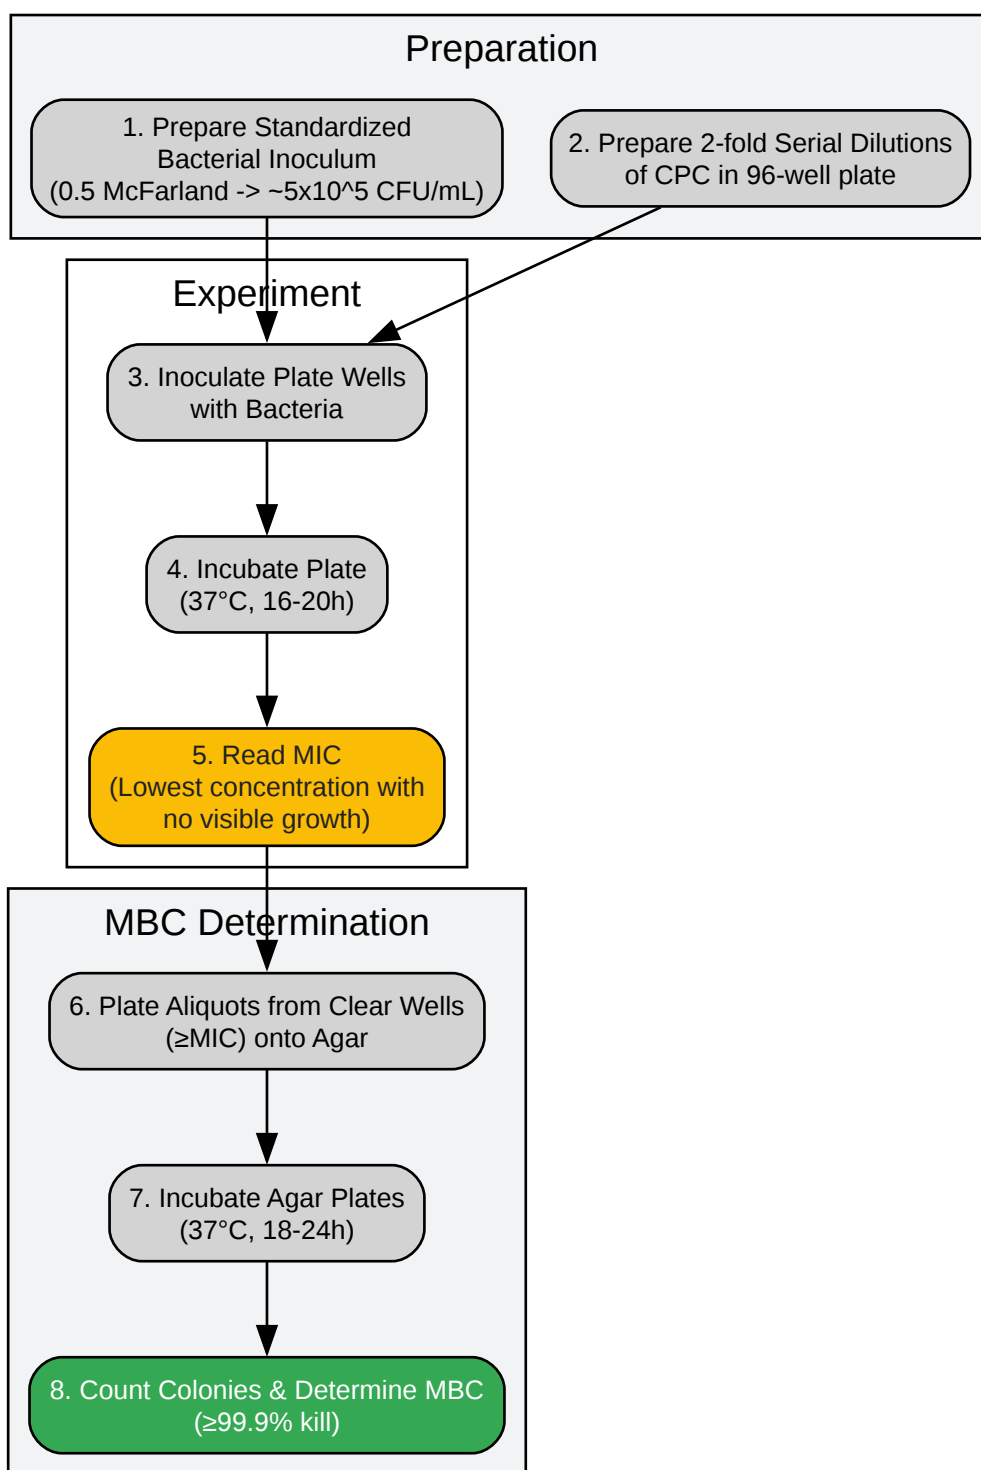 Preparation
1. Prepare Standardized
Bacterial Inoculum
(0.5 McFarland -> ~5x10^5 CFU/mL)
2. Prepare 2-fold Serial Dilutions
of CPC in 96-well plate
Experiment
3. Inoculate Plate Wells
with Bacteria
4. Incubate Plate
(37°C, 16-20h)
5. Read MIC
(Lowest concentration with
no visible growth)
MBC Determination
6. Plate Aliquots from Clear Wells
(≥MIC) onto Agar
7. Incubate Agar Plates
(37°C, 18-24h)
8. Count Colonies & Determine MBC
(≥99.9% kill)